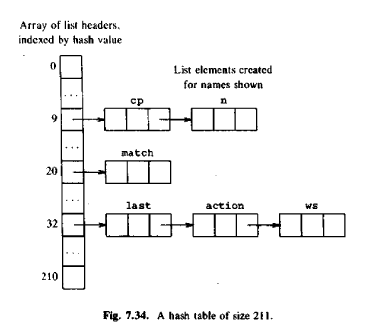 Array of list headers,
indexed by hash value
List elements created
for names shown
0
...
cp
n
9
...
match
20
...
last
action
ws
32
...
210
Fig. 7.34. A hash table of size 211.